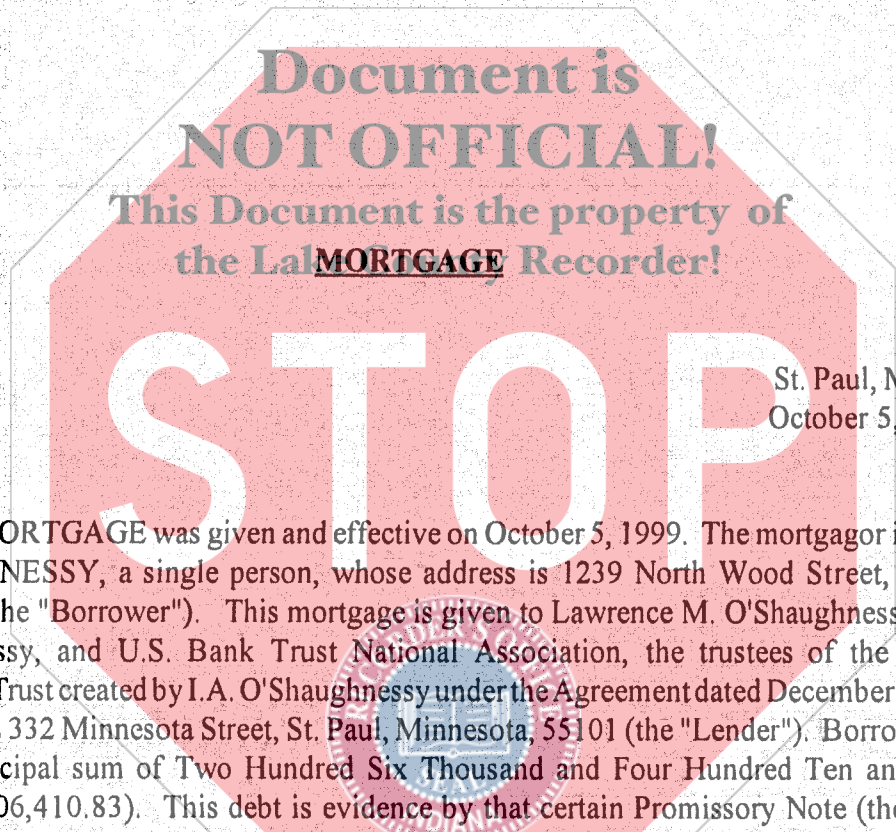 Document is
NOT OFFICIAL!
This Document is the property of
the Lake County Recorder!
MORTGAGE
STOP
St. Paul, M
October 5,
ORTGAGE was given and effective on October 5, 1999. The mortgagor
NESSY, a single person, whose address is 1239 North Wood Street,
he "Borrower"). This mortgage is given to Lawrence M. O'Shaughness
ssy, and U.S. Bank Trust National Association, the trustees of the
Trust created by I.A. O'Shaughnessy under the Agreement dated December
332 Minnesota Street, St. Paul, Minnesota, 55101 (the "Lender"). Borro
cipal sum of Two Hundred Six Thousand and Four Hundred Ten an
06,410.83). This debt is evidence by that certain Promissory Note (the
RECORDER'S OFFICE
SEAL
INDIANA